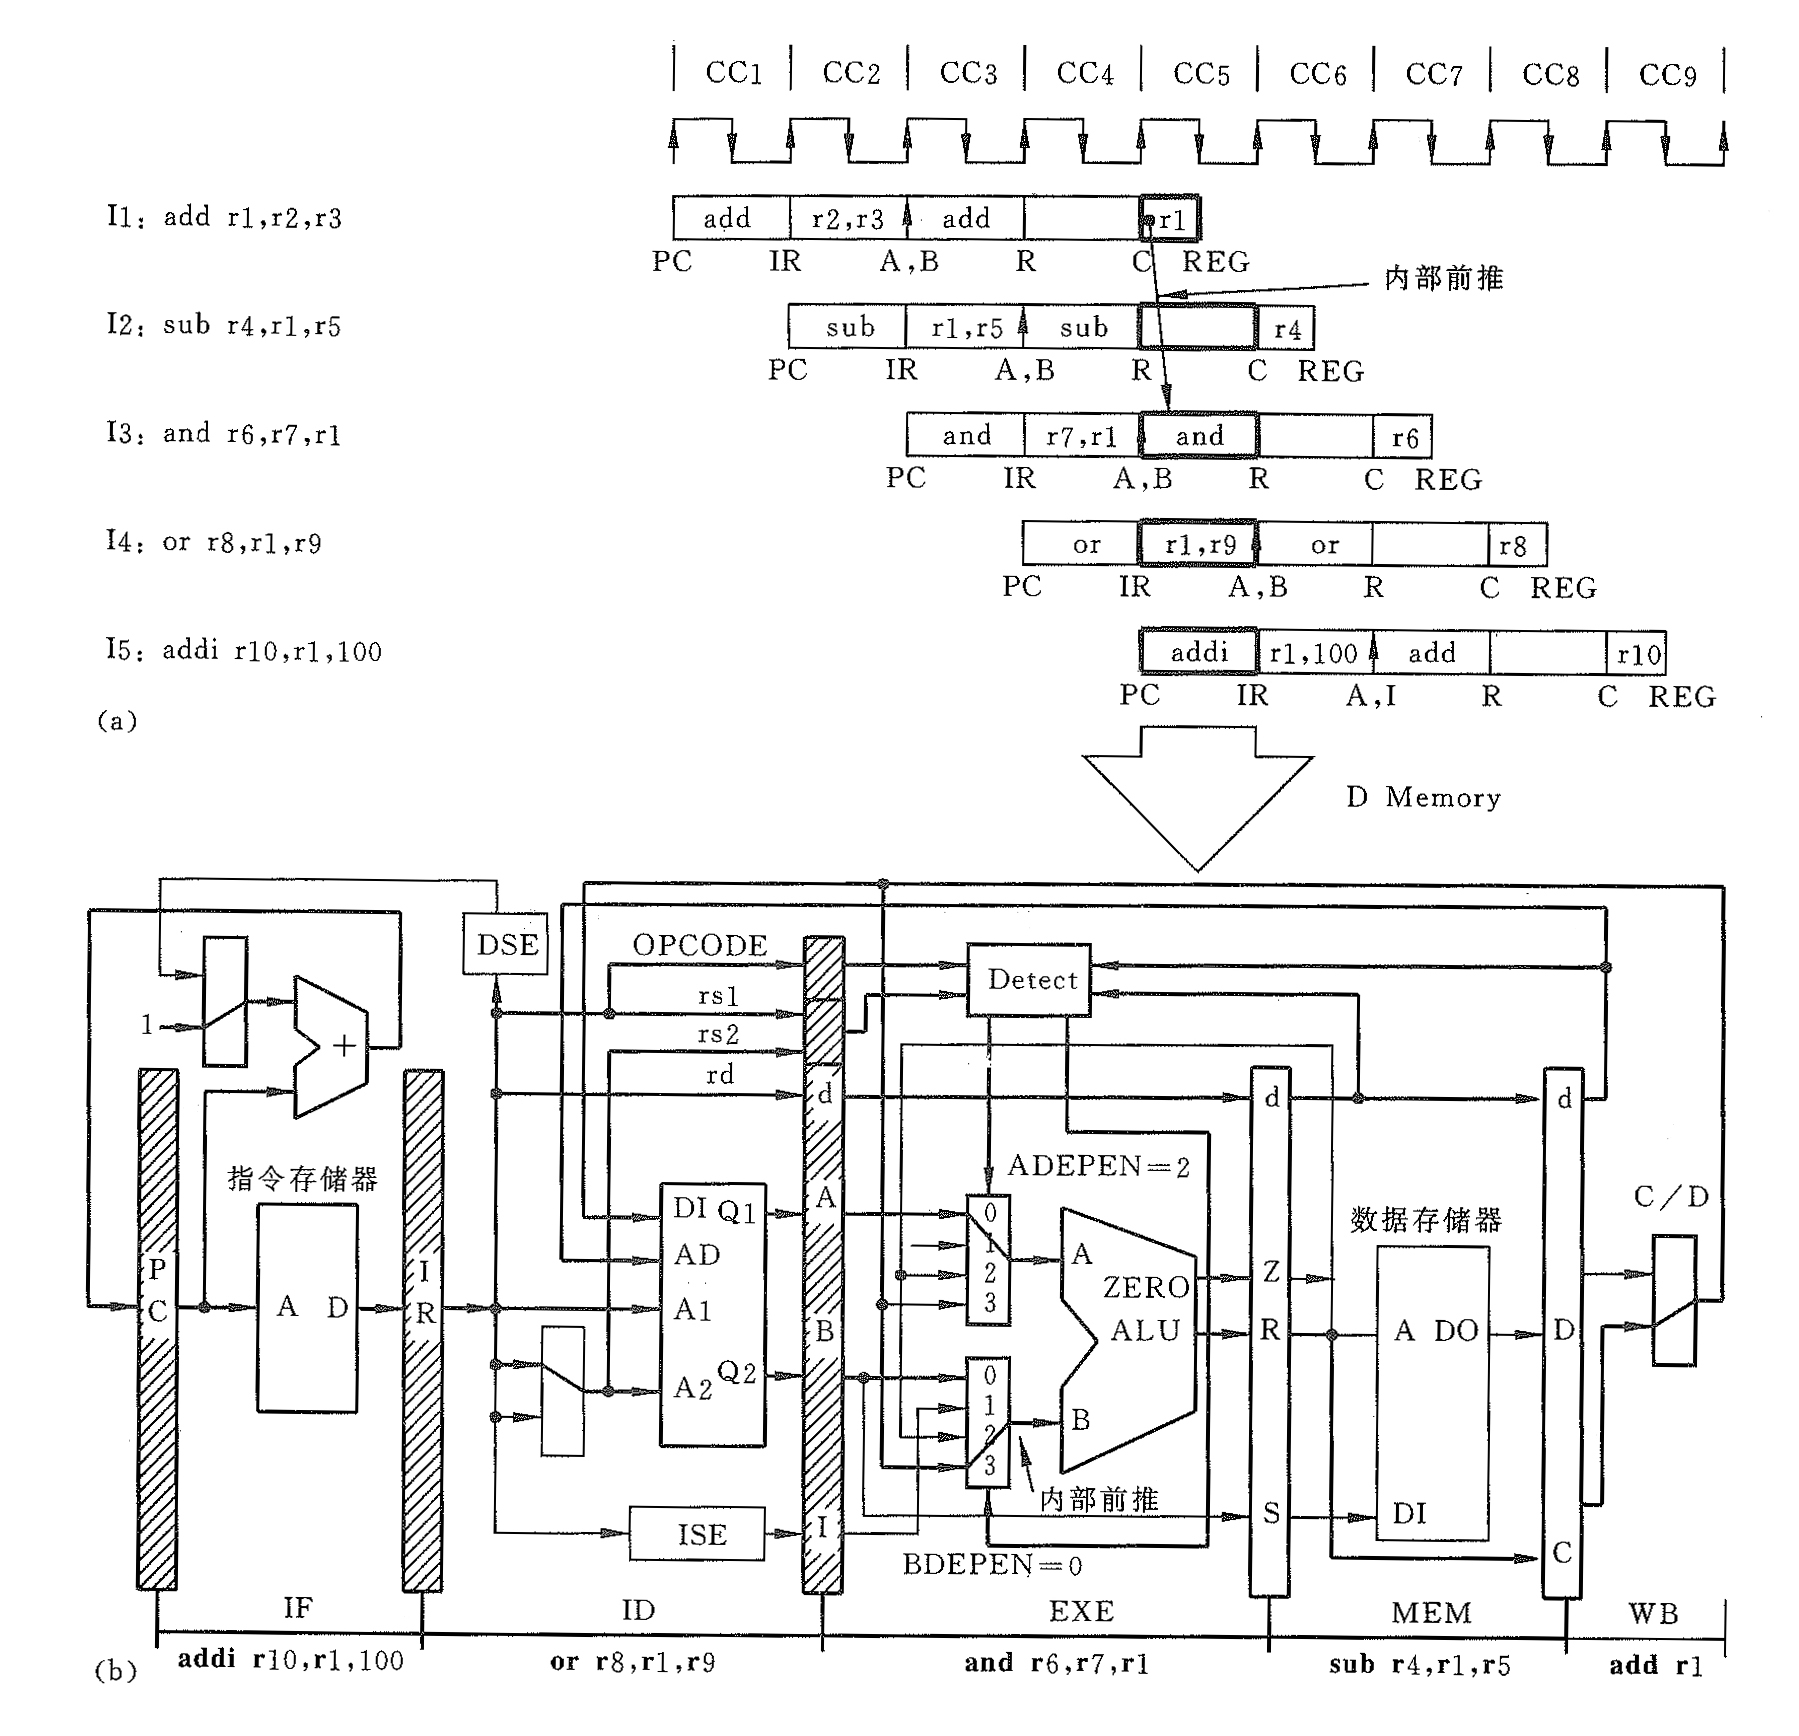 CC1 CC2 CC3 CC4 CC5 CC6 CC7 CC8 CC9
I1: add r1,r2,r3
add r2,r3 add r1
PC IR A,B R C REG
内部前推
I2: sub r4,r1,r5
sub r1,r5 sub r4
PC IR A,B R C REG
I3: and r6,r7,r1
and r7,r1 and r6
PC IR A,B R C REG
I4: or r8,r1,r9
or r1,r9 or r8
PC IR A,B R C REG
I5: addi r10,r1,100
addi r1,100 add r10
PC IR A,I R C REG
(a)
D Memory
DSE
OPCODE
Detect
rs1
1
+
rs2
rd
d
d
d
指令存储器
ADEPEN=2
DI Q1
A
0
C/D
数据存储器
AD
A
1
P
I
2
ZERO
Z
C
A D
R
A1
3
B
ALU
R
A DO
D
A2 Q2
0
1
B
2
3
内部前推
ISE
I
S
DI
C
BDEPEN=0
IF ID EXE MEM WB
(b)
addi r10,r1,100 or r8,r1,r9 and r6,r7,r1 sub r4,r1,r5 add r1